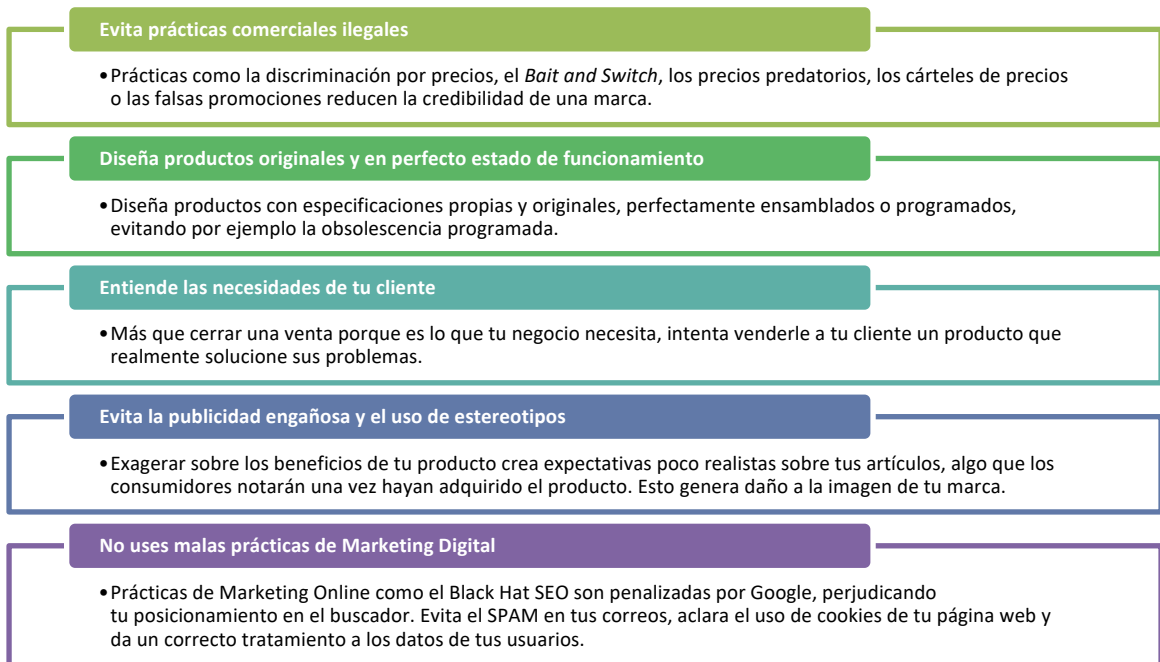 Evita prácticas comerciales ilegales
•Prácticas como la discriminación por precios, el Bait and Switch, los precios predatorios, los cárteles de precios
o las falsas promociones reducen la credibilidad de una marca.
Diseña productos originales y en perfecto estado de funcionamiento
•Diseña productos con especificaciones propias y originales, perfectamente ensamblados o programados,
evitando por ejemplo la obsolescencia programada.
Entiende las necesidades de tu cliente
•Más que cerrar una venta porque es lo que tu negocio necesita, intenta venderle a tu cliente un producto que
realmente solucione sus problemas.
Evita la publicidad engañosa y el uso de estereotipos
•Exagerar sobre los beneficios de tu producto crea expectativas poco realistas sobre tus artículos, algo que los
consumidores notarán una vez hayan adquirido el producto. Esto genera daño a la imagen de tu marca.
No uses malas prácticas de Marketing Digital
•Prácticas de Marketing Online como el Black Hat SEO son penalizadas por Google, perjudicando
tu posicionamiento en el buscador. Evita el SPAM en tus correos, aclara el uso de cookies de tu página web y
da un correcto tratamiento a los datos de tus usuarios.